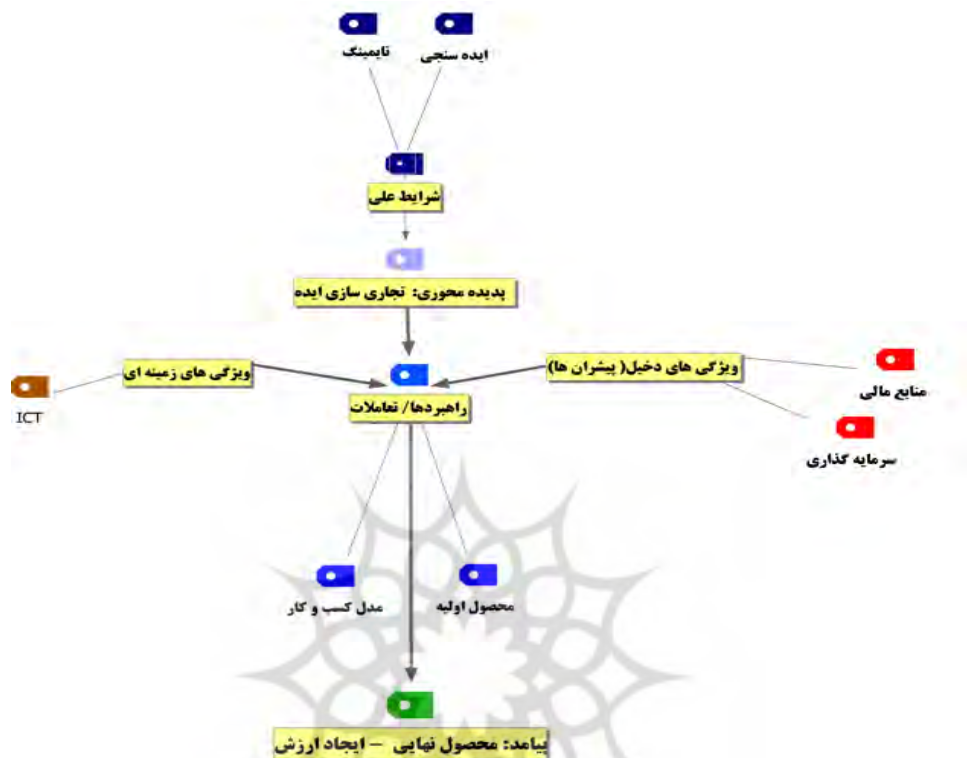 تایمینگ
ایده سنجی
شرایط علی
پدیده محوری: تجاری سازی ایده
ویژگی های دخیل( پیشران ها)
ویژگی های زمینه ای
منابع مالی
ICT
راهبردها/ تعاملات
سرمایه گذاری
محصول اولیه
مدل کسب و کار
پیامد: محصول نهایی – ایجاد ارزش